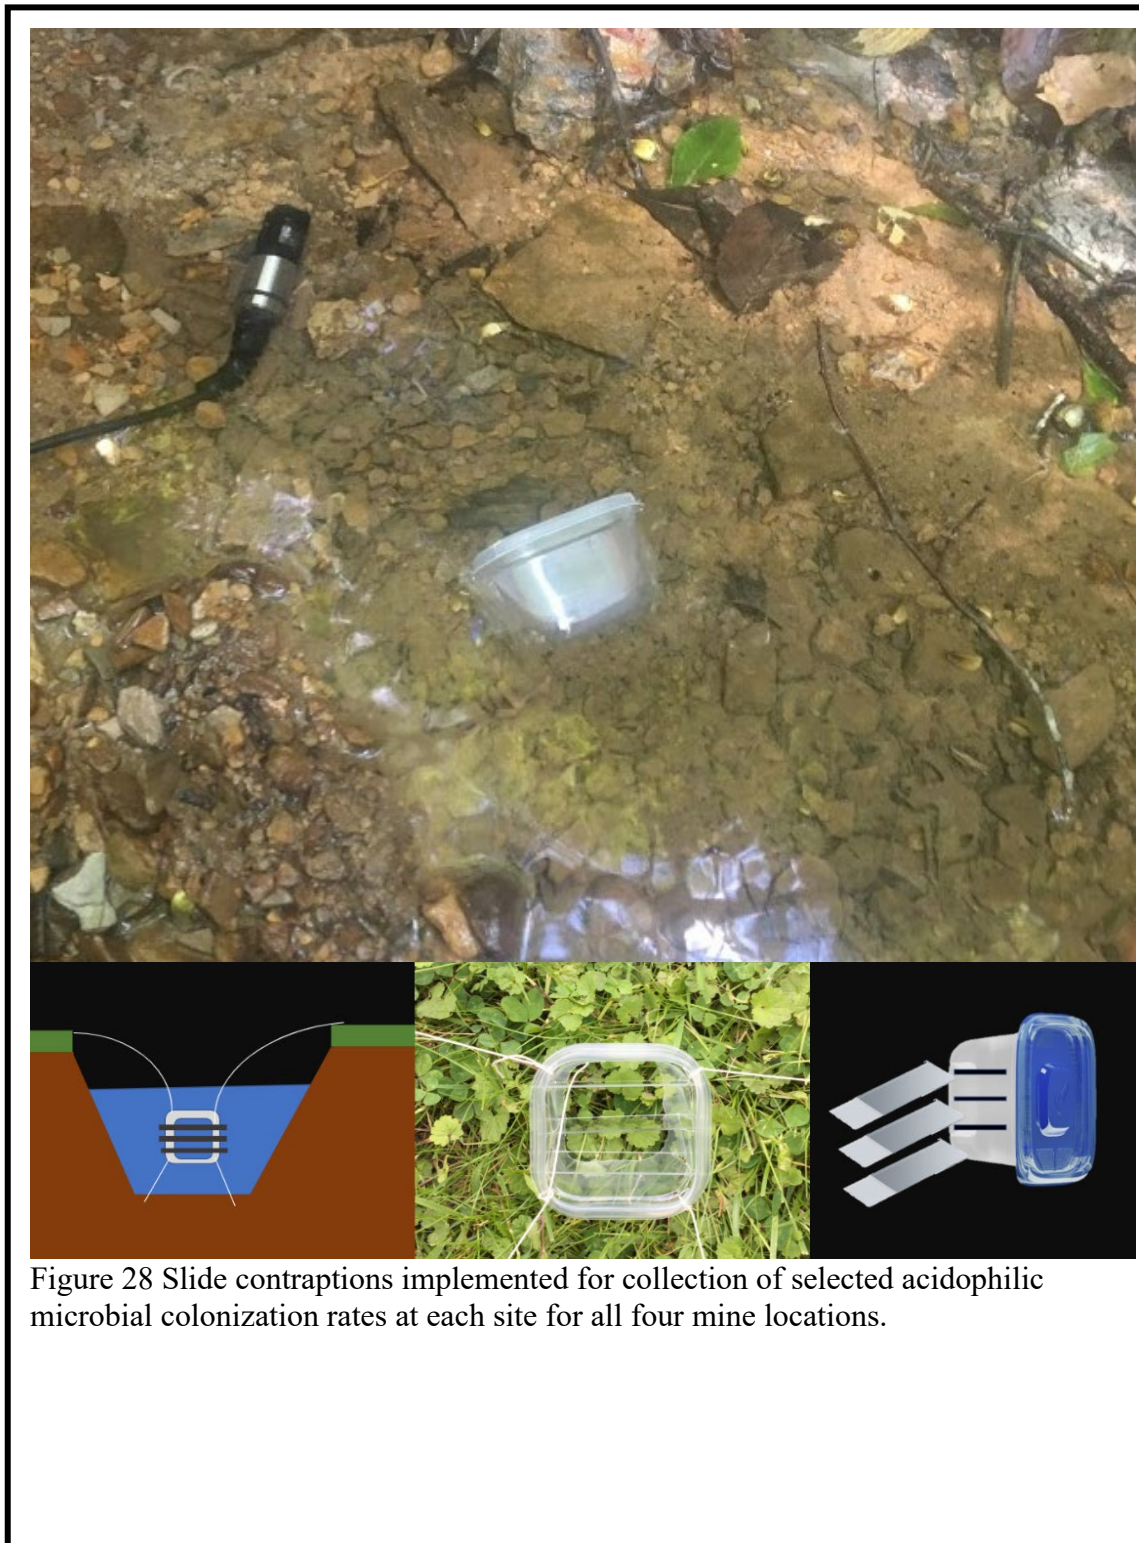 Figure 28 Slide contraptions implemented for collection of selected acidophilic
microbial colonization rates at each site for all four mine locations.